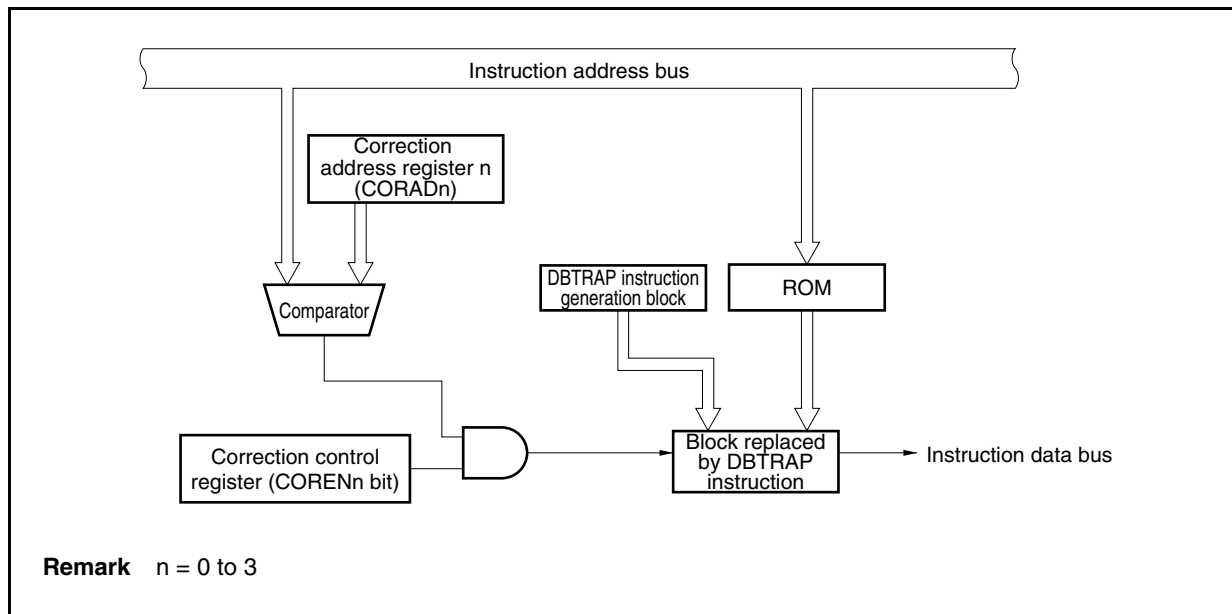 Instruction address bus
Correction
address register n
(CORADn)
DBTRAP instruction
generation block
ROM
Comparator
Correction control
register (CORENn bit)
Block replaced
by DBTRAP
instruction
Instruction data bus
Remark n = 0 to 3